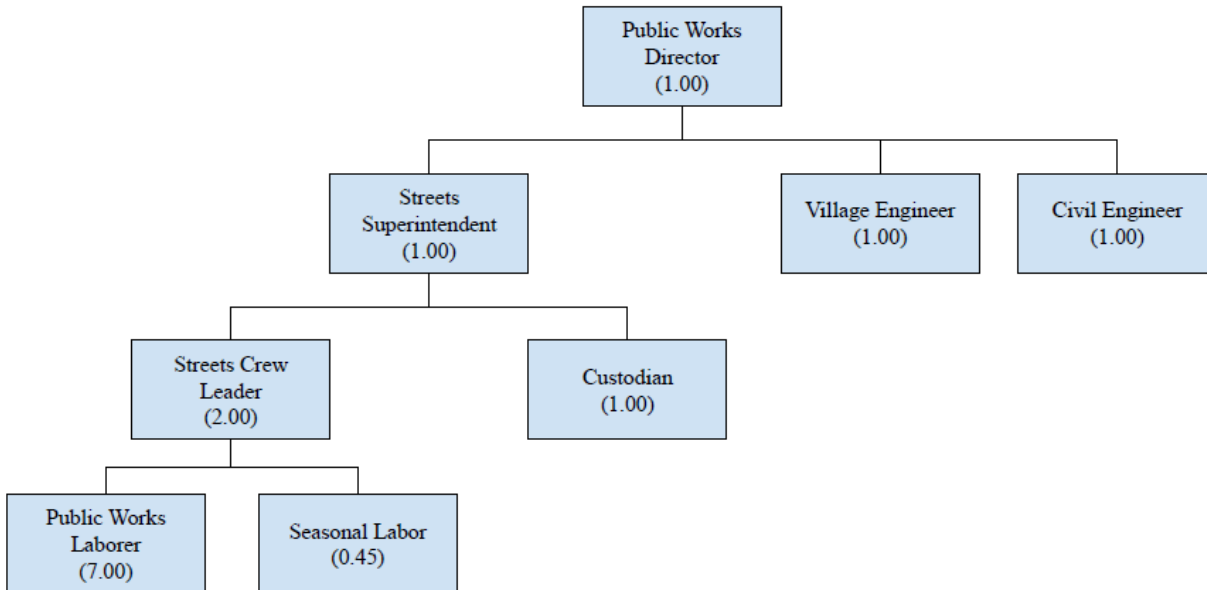 Public Works
Director
(1.00)
Streets
Superintendent
(1.00)
Village Engineer
(1.00)
Civil Engineer
(1.00)
Streets Crew
Leader
(2.00)
Custodian
(1.00)
Public Works
Laborer
(7.00)
Seasonal Labor
(0.45)